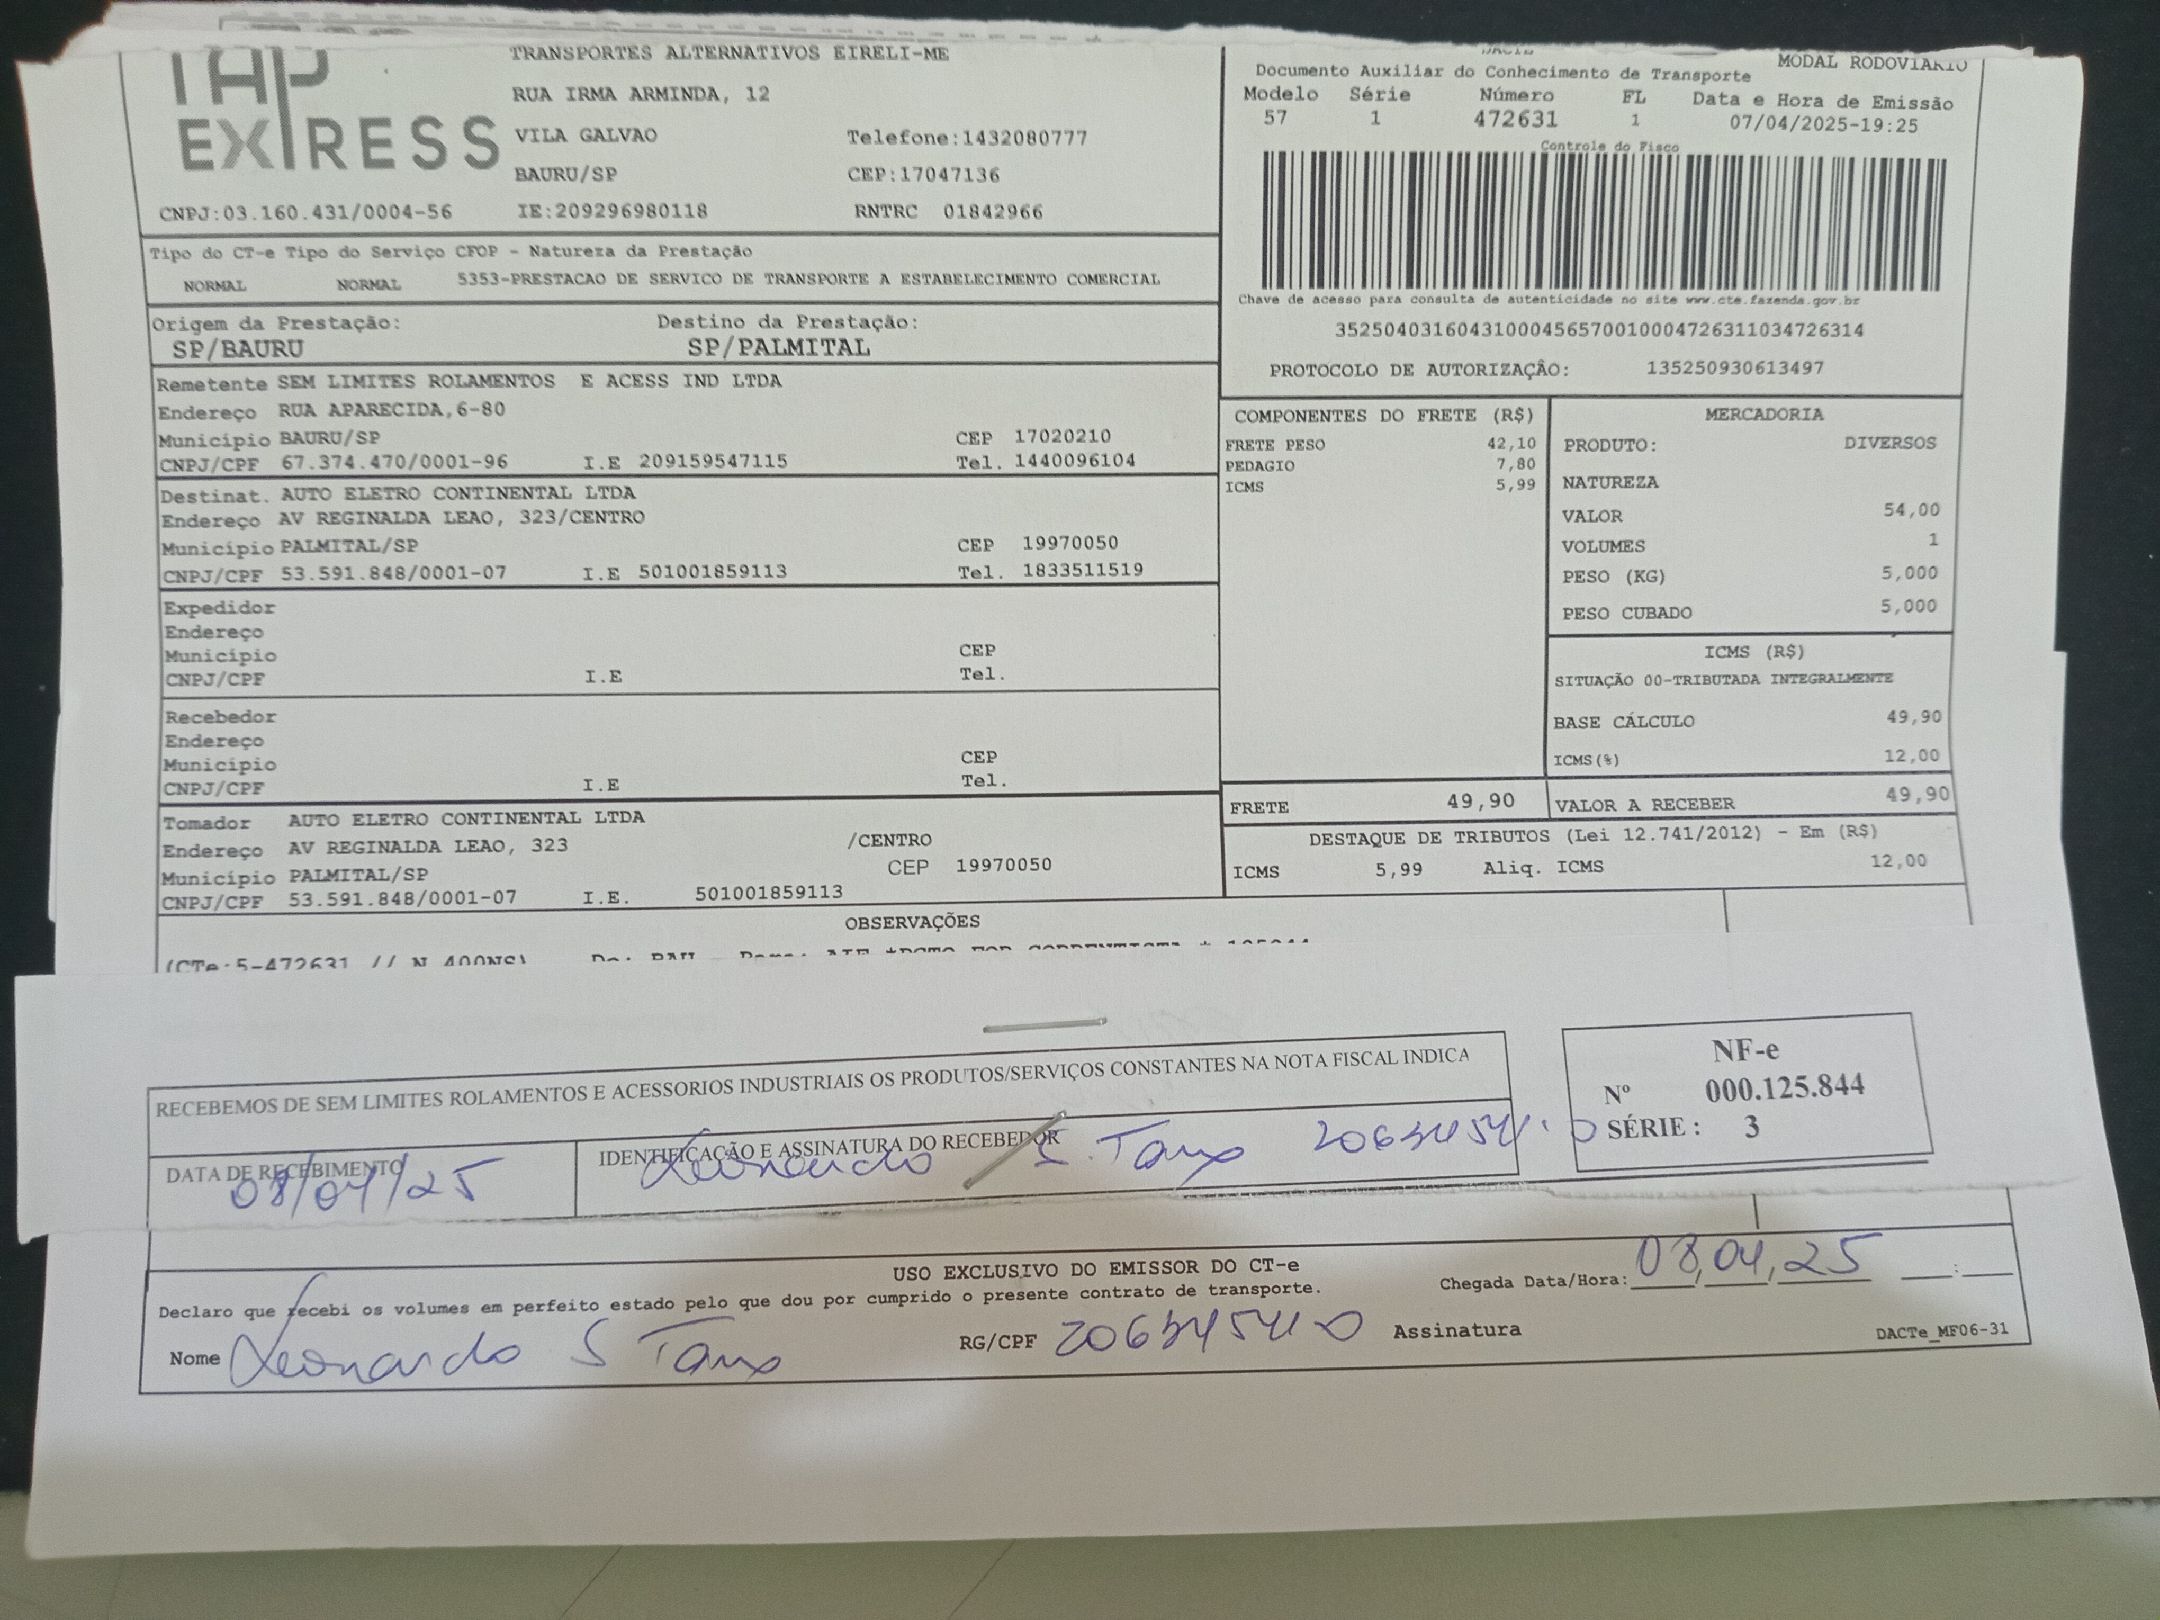 TAP
EXPRESS
TRANSPORTES ALTERNATIVOS EIRELI-ME
RUA IRMA ARMINDA, 12
VILA GALVAO Telefone:1432080777
BAURU/SP CEP:17047136
CNPJ:03.160.431/0004-56 IE:209296980118 RNTRC 01842966
MODAL RODOVIARIO
Documento Auxiliar do Conhecimento de Transporte
Modelo Série Número FL Data e Hora de Emissão
57 1 472631 1 07/04/2025-19:25
Controle do Fisco
Chave de acesso para consulta de autenticidade no site www.cte.fazenda.gov.br
35250403160431000456570010004726311034726314
PROTOCOLO DE AUTORIZAÇÂO: 135250930613497
Tipo do CT-e Tipo do Serviço CFOP - Natureza da Prestação
NORMAL NORMAL 5353-PRESTACAO DE SERVICO DE TRANSPORTE A ESTABELECIMENTO COMERCIAL
Origem da Prestação: Destino da Prestação:
SP/BAURU SP/PALMITAL
Remetente SEM LIMITES ROLAMENTOS E ACESS IND LTDA
Endereço RUA APARECIDA,6-80
Município BAURU/SP CEP 17020210
CNPJ/CPF 67.374.470/0001-96 I.E 209159547115 Tel. 1440096104
Destinat. AUTO ELETRO CONTINENTAL LTDA
Endereço AV REGINALDA LEAO, 323/CENTRO
Município PALMITAL/SP CEP 19970050
CNPJ/CPF 53.591.848/0001-07 I.E 501001859113 Tel. 1833511519
Expedidor
Endereço
Município CEP
CNPJ/CPF I.E Tel.
Recebedor
Endereço
Município CEP
CNPJ/CPF I.E Tel.
Tomador AUTO ELETRO CONTINENTAL LTDA
Endereço AV REGINALDA LEAO, 323 /CENTRO
Município PALMITAL/SP CEP 19970050
CNPJ/CPF 53.591.848/0001-07 I.E. 501001859113
COMPONENTES DO FRETE (R$)
FRETE PESO 42,10
PEDAGIO 7,80
ICMS 5,99
MERCADORIA
PRODUTO: DIVERSOS
NATUREZA
VALOR 54,00
VOLUMES 1
PESO (KG) 5,000
PESO CUBADO 5,000
ICMS (R$)
SITUAÇÃO 00-TRIBUTADA INTEGRALMENTE
BASE CÁLCULO 49,90
ICMS(%) 12,00
FRETE 49,90 VALOR A RECEBER 49,90
DESTAQUE DE TRIBUTOS (Lei 12.741/2012) - Em (R$)
ICMS 5,99 Aliq. ICMS 12,00
OBSERVAÇÕES
(CTe:5-472631 //
RECEBEMOS DE SEM LIMITES ROLAMENTOS E ACESSORIOS INDUSTRIAIS OS PRODUTOS/SERVIÇOS CONSTANTES NA NOTA FISCAL INDICA
DATA DE RECEBIMENTO IDENTIFICAÇÃO E ASSINATURA DO RECEBEDOR
08/04/25 Leonardo S.
NF-e
Nº 000.125.844
SÉRIE: 3
USO EXCLUSIVO DO EMISSOR DO CT-e
Declaro que recebi os volumes em perfeito estado pelo que dou por cumprido o presente contrato de transporte.
Chegada Data/Hora: 08,04,25 :
Nome Leonardo S RG/CPF Assinatura
DACTe_MF06-31